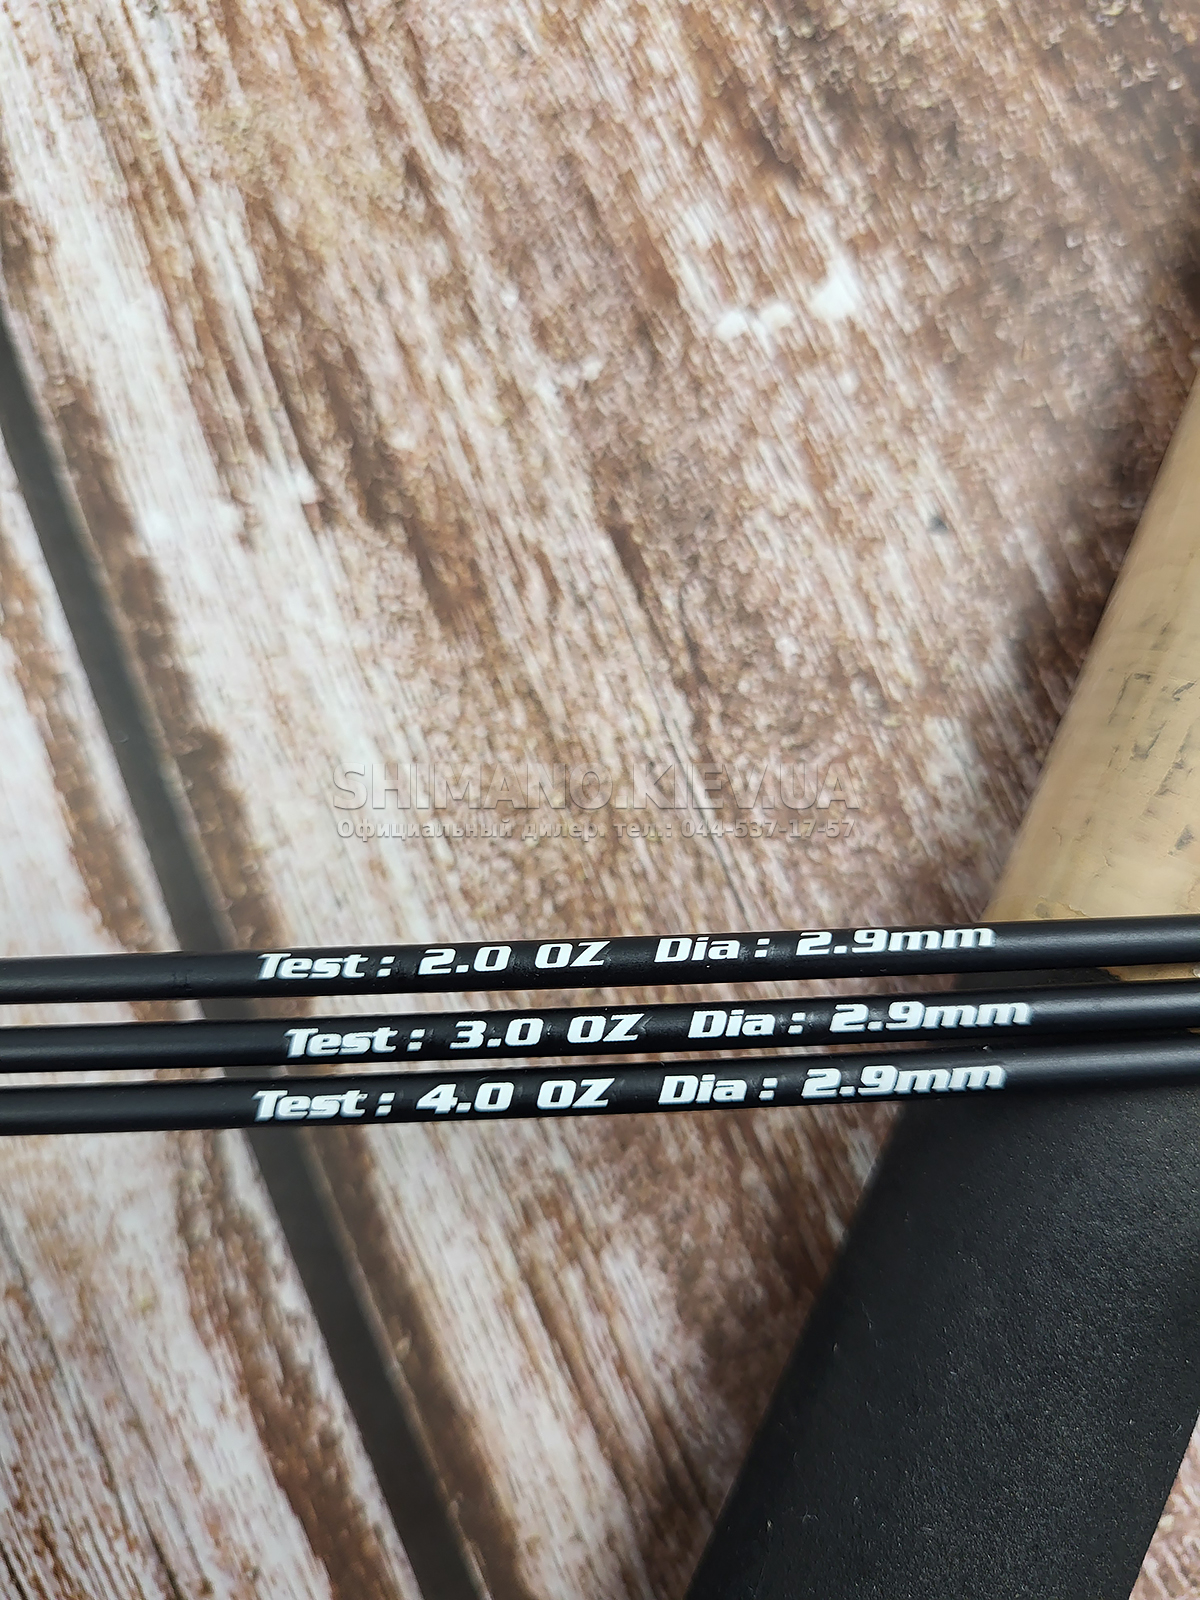 SHIMANO.KIEV.UA
Официальный дилер. тел.: 044-537-17-57
Test : 2.0 OZ Dia : 2.9mm
Test : 3.0 OZ Dia : 2.9mm
Test : 4.0 OZ Dia : 2.9mm